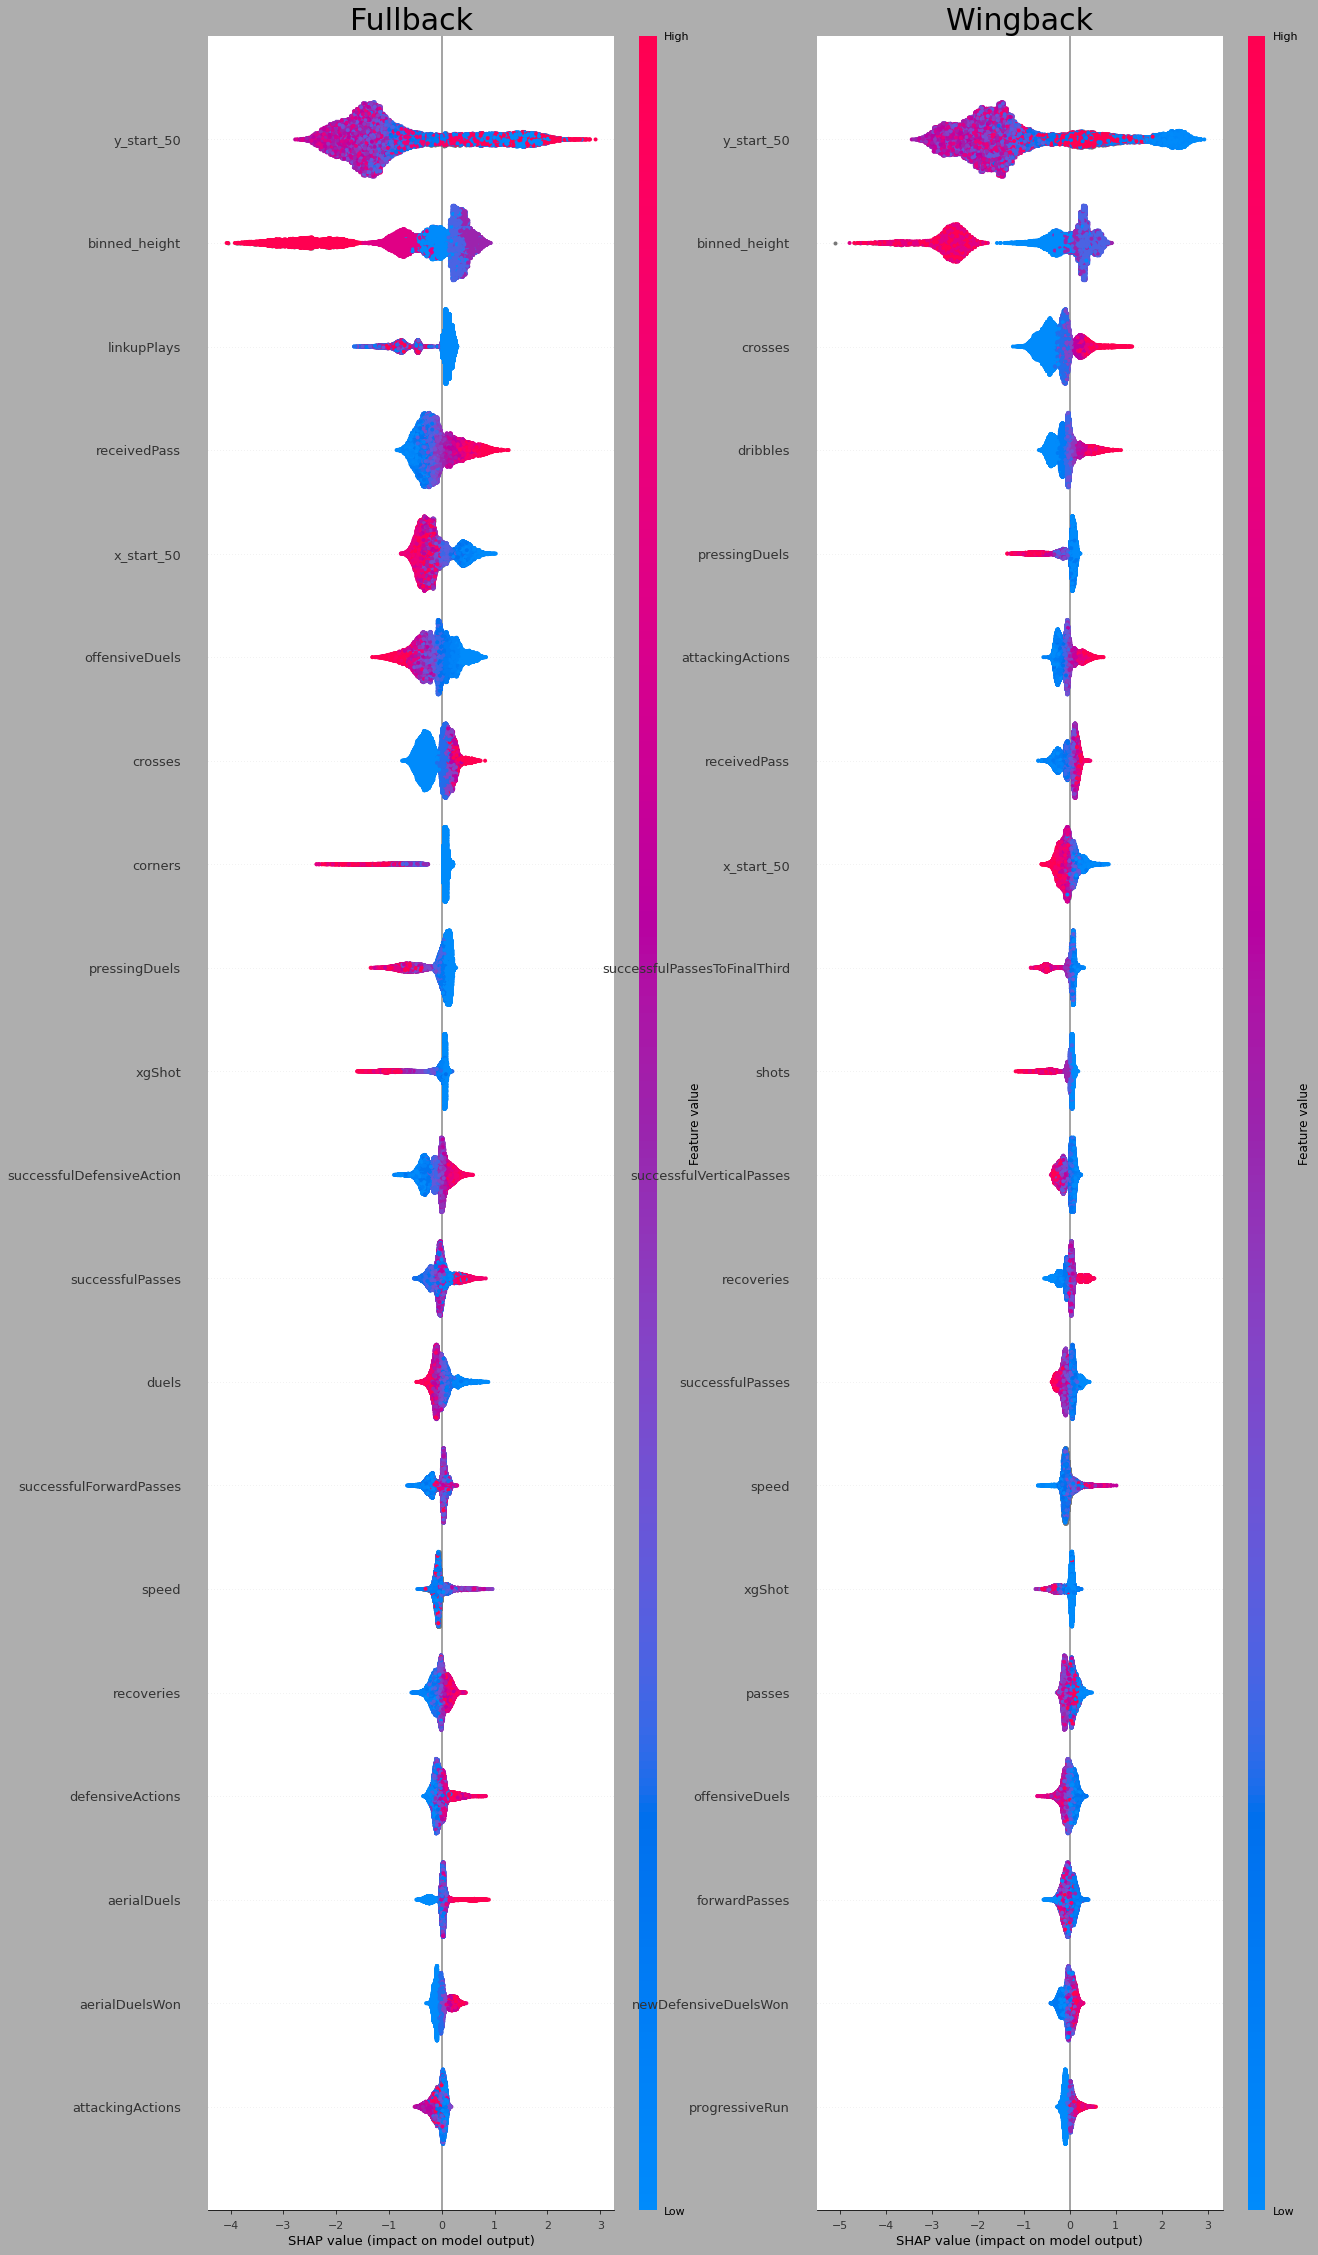 Fullback
High
y_start_50
binned_height
linkupPlays
receivedPass
x_start_50
offensiveDuels
crosses
corners
pressingDuels
xgShot
successfulDefensiveAction
successfulPasses
duels
successfulForwardPasses
speed
recoveries
defensiveActions
aerialDuels
aerialDuelsWon
attackingActions
Feature value
Low
−4 −3 −2 −1 0 1 2 3
SHAP value (impact on model output)
Wingback
High
y_start_50
binned_height
crosses
dribbles
pressingDuels
attackingActions
receivedPass
x_start_50
successfulPassesToFinalThird
shots
successfulVerticalPasses
recoveries
successfulPasses
speed
xgShot
passes
offensiveDuels
forwardPasses
newDefensiveDuelsWon
progressiveRun
Feature value
Low
−5 −4 −3 −2 −1 0 1 2 3
SHAP value (impact on model output)